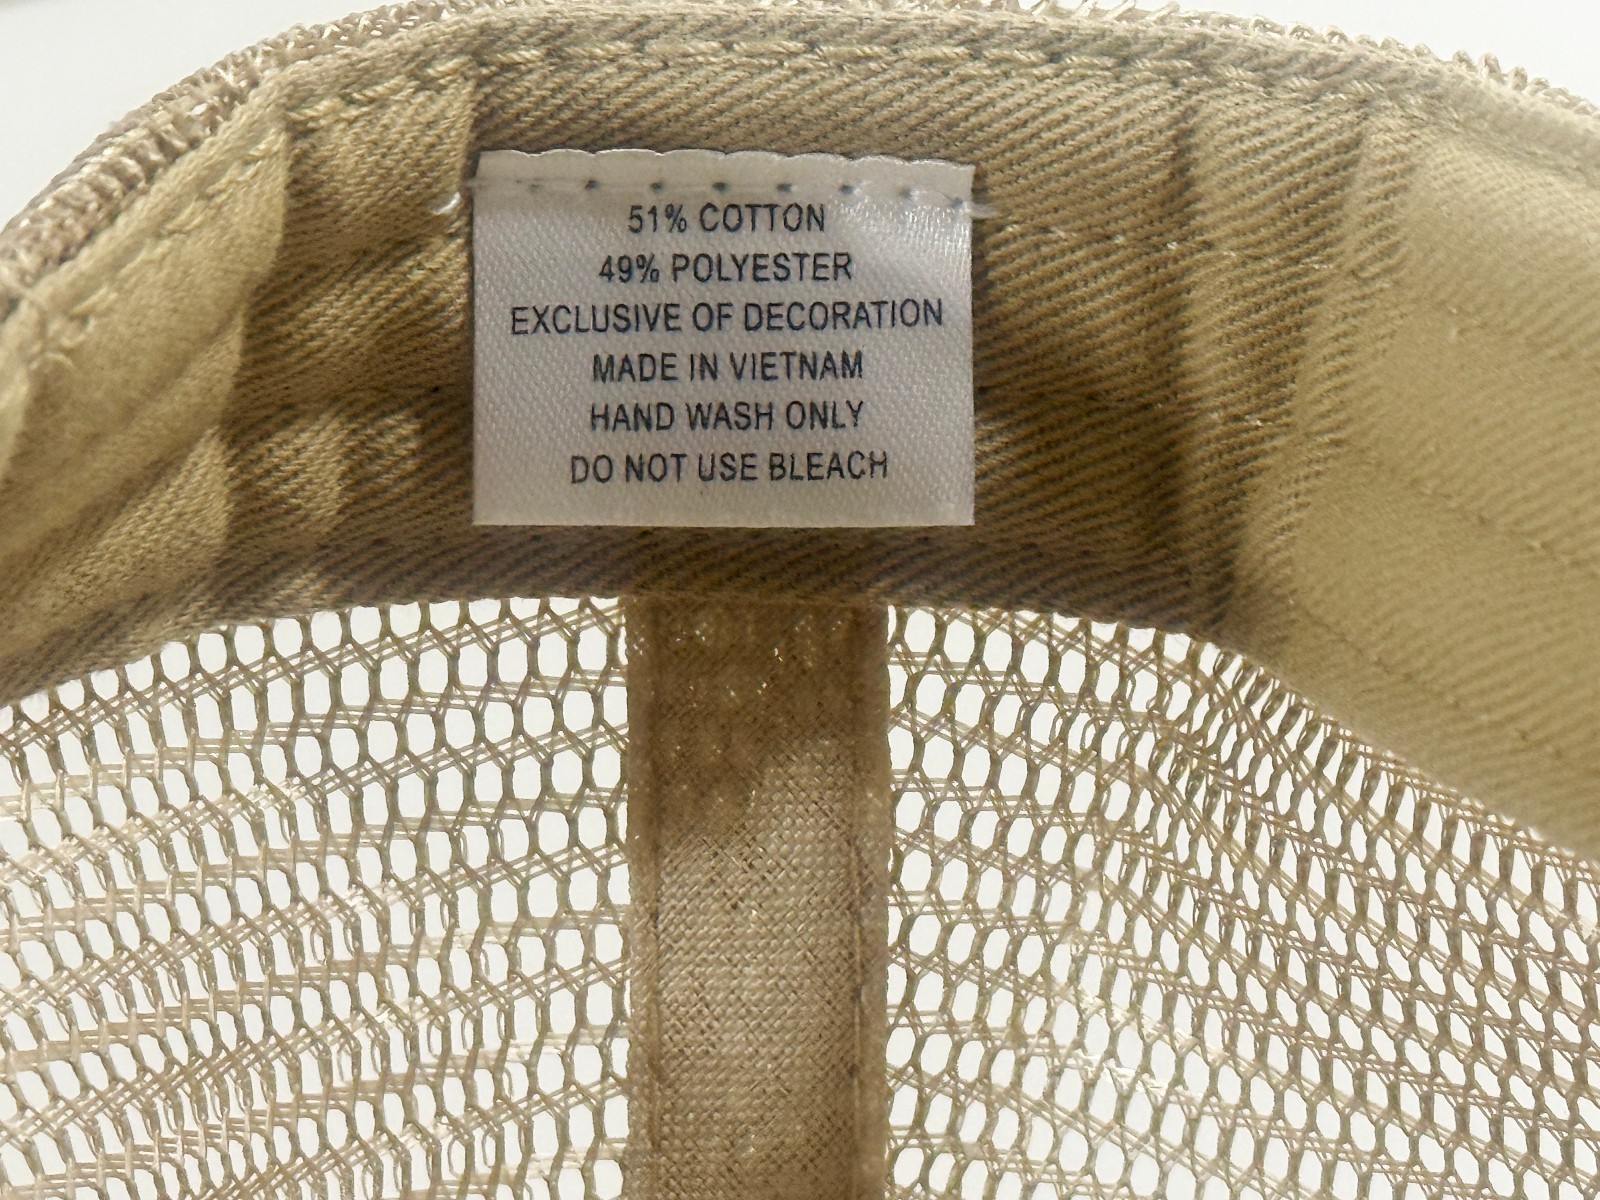 51% COTTON
49% POLYESTER
EXCLUSIVE OF DECORATION
MADE IN VIETNAM
HAND WASH ONLY
DO NOT USE BLEACH